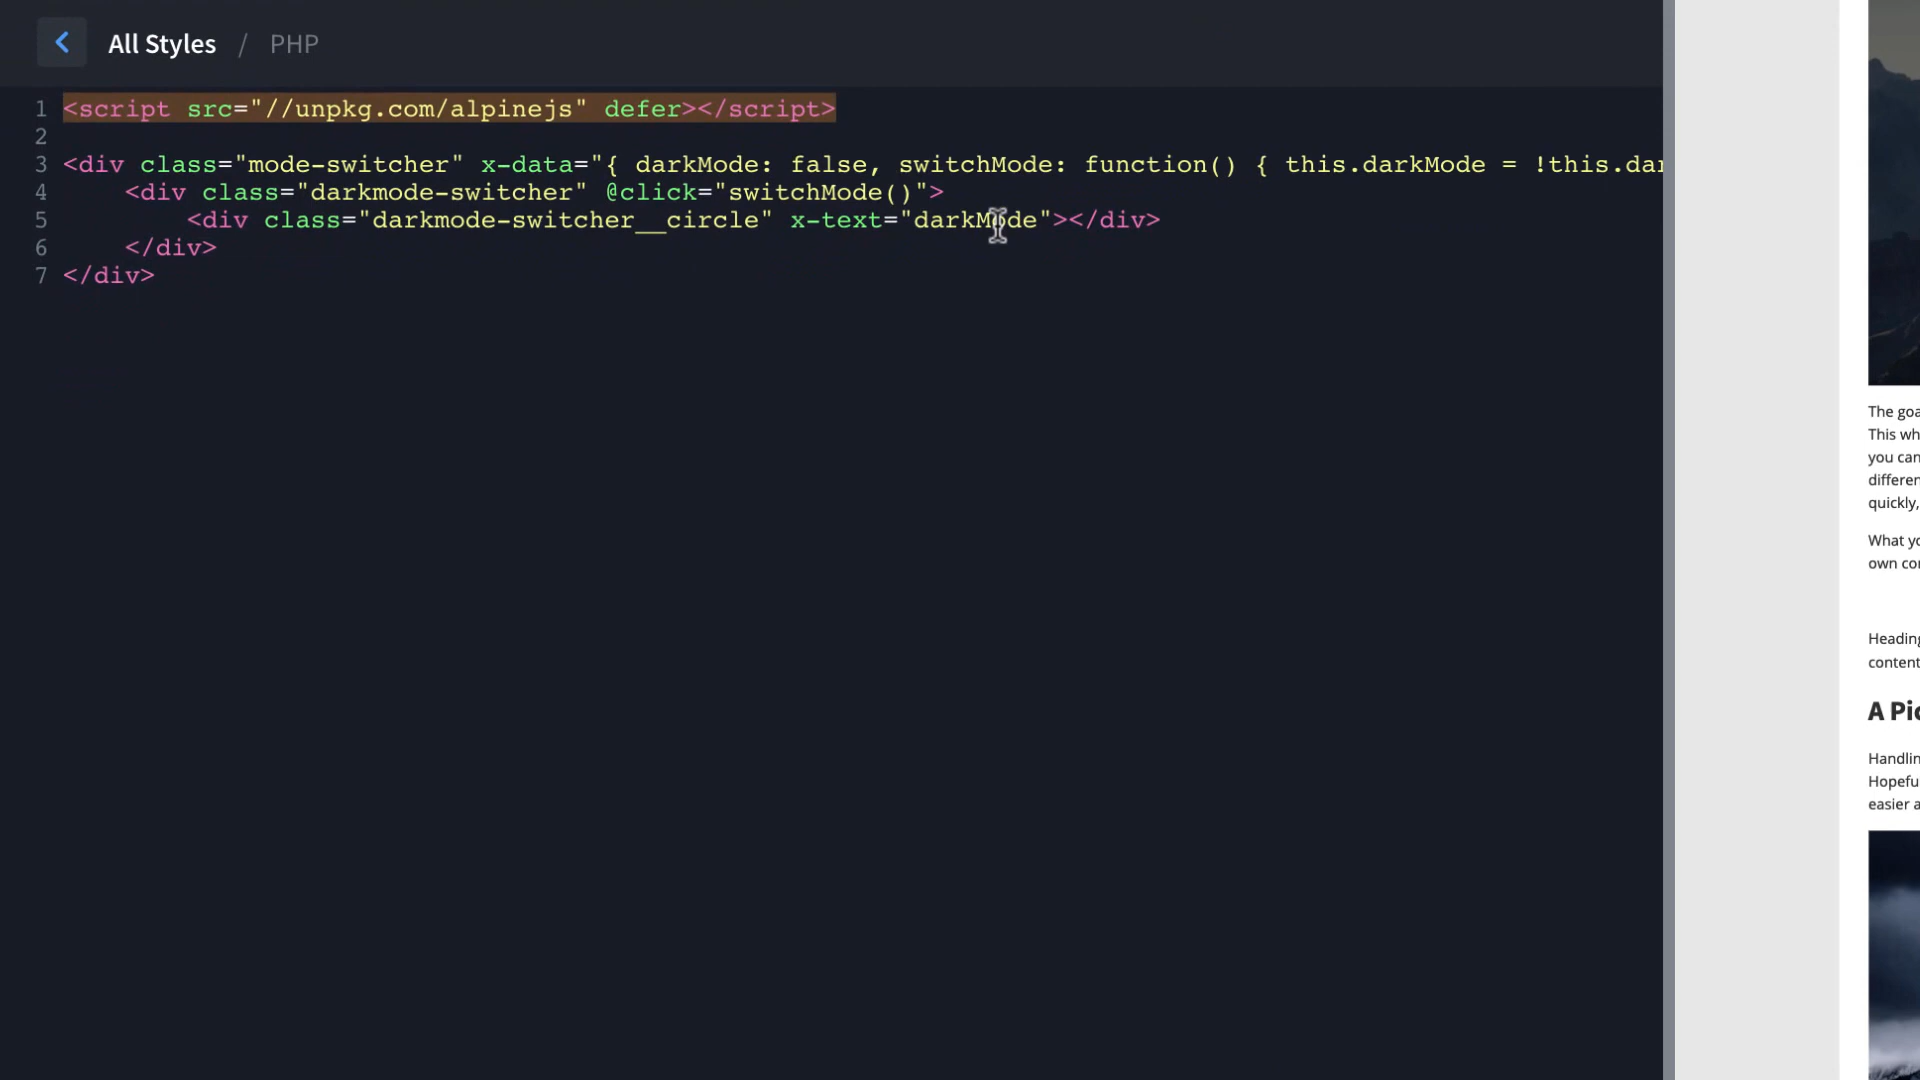 All Styles / PHP
1 <script src="//unpkg.com/alpinejs" defer></script>
2
3 <div class="mode-switcher" x-data="{ darkMode: false, switchMode: function() { this.darkMode = !this.dar
4     <div class="darkmode-switcher" @click="switchMode()">
5         <div class="darkmode-switcher__circle" x-text="darkMode"></div>
6     </div>
7 </div>
The goa
This wh
you can
differen
quickly,
What yo
own co
Heading
content
A Pic
Handlin
Hopefu
easier a